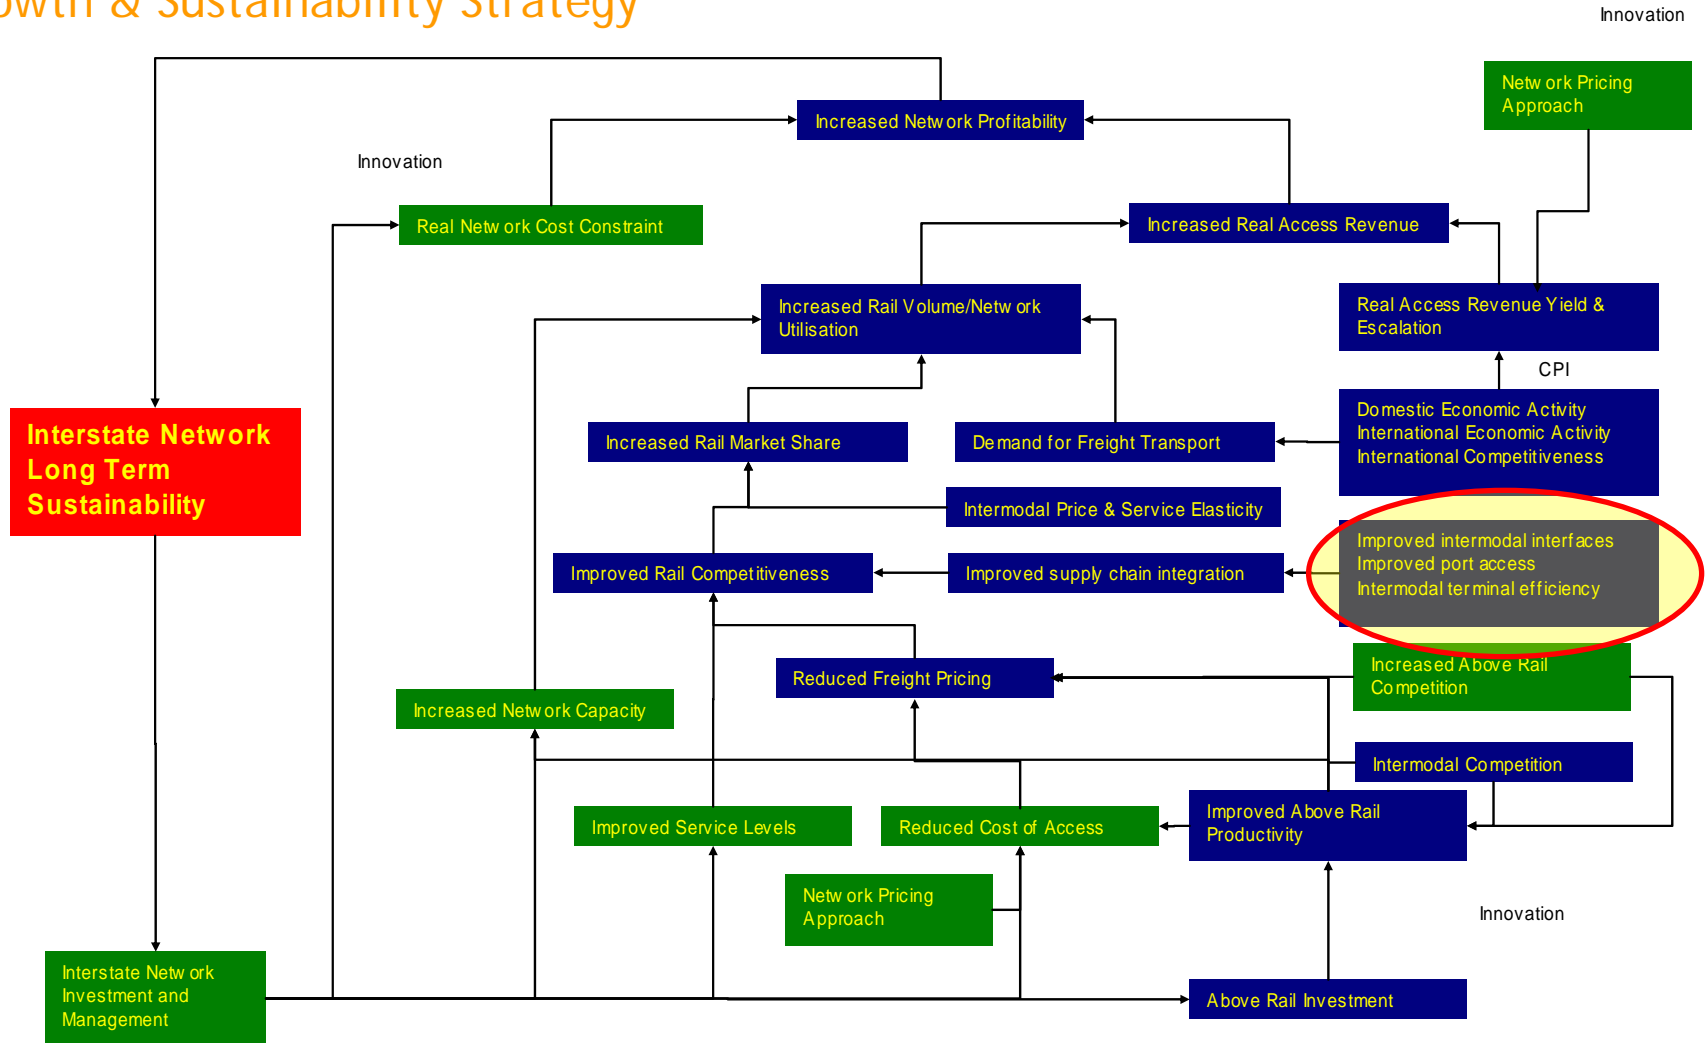 owth & Sustainability Strategy
Innovation
Network Pricing
Approach
Increased Network Profitability
Innovation
Real Network Cost Constraint
Increased Real Access Revenue
Increased Rail Volume/Network
Utilisation
Real Access Revenue Yield &
Escalation
CPI
Domestic Economic Activity
International Economic Activity
International Competitiveness
Interstate Network
Long Term
Sustainability
Increased Rail Market Share
Demand for Freight Transport
Intermodal Price & Service Elasticity
Improved intermodal interfaces
Improved port access
Intermodal terminal efficiency
Improved Rail Competitiveness
Improved supply chain integration
Reduced Freight Pricing
Increased Above Rail
Competition
Increased Network Capacity
Intermodal Competition
Improved Service Levels
Reduced Cost of Access
Improved Above Rail
Productivity
Network Pricing
Approach
Innovation
Interstate Network
Investment and
Management
Above Rail Investment